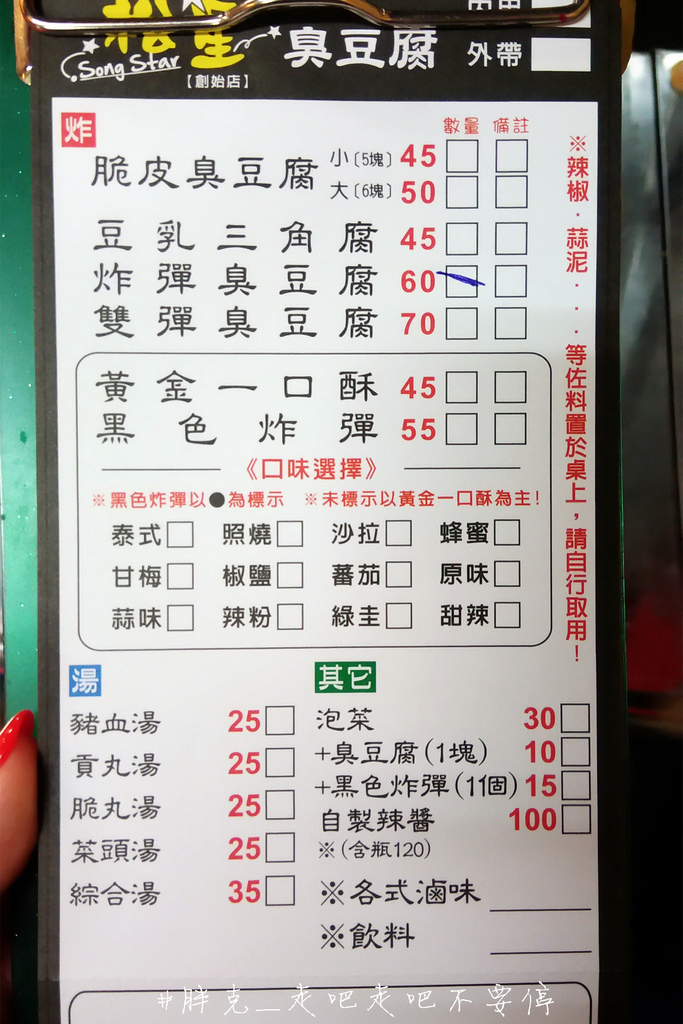 松星 臭豆腐
Song Star
【創始店】
外帶
炸
數量 備註
脆皮臭豆腐 小〔5塊〕 45
大〔6塊〕 50
豆乳三角腐 45
炸彈臭豆腐 60
雙彈臭豆腐 70
黃金一口酥 45
黑色炸彈 55
《口味選擇》
※黑色炸彈以●為標示 ※未標示以黃金一口酥為主!
泰式 照燒 沙拉 蜂蜜
甘梅 椒鹽 蕃茄 原味
蒜味 辣粉 綠圭 甜辣
※辣椒.蒜泥...等佐料置於桌上,請自行取用!
湯
豬血湯 25
貢丸湯 25
脆丸湯 25
菜頭湯 25
綜合湯 35
其它
泡菜 30
+臭豆腐(1塊) 10
+黑色炸彈(1個) 15
自製辣醬 100
※(含瓶120)
※各式滷味
※飲料
#胖克_走吧走吧不要停